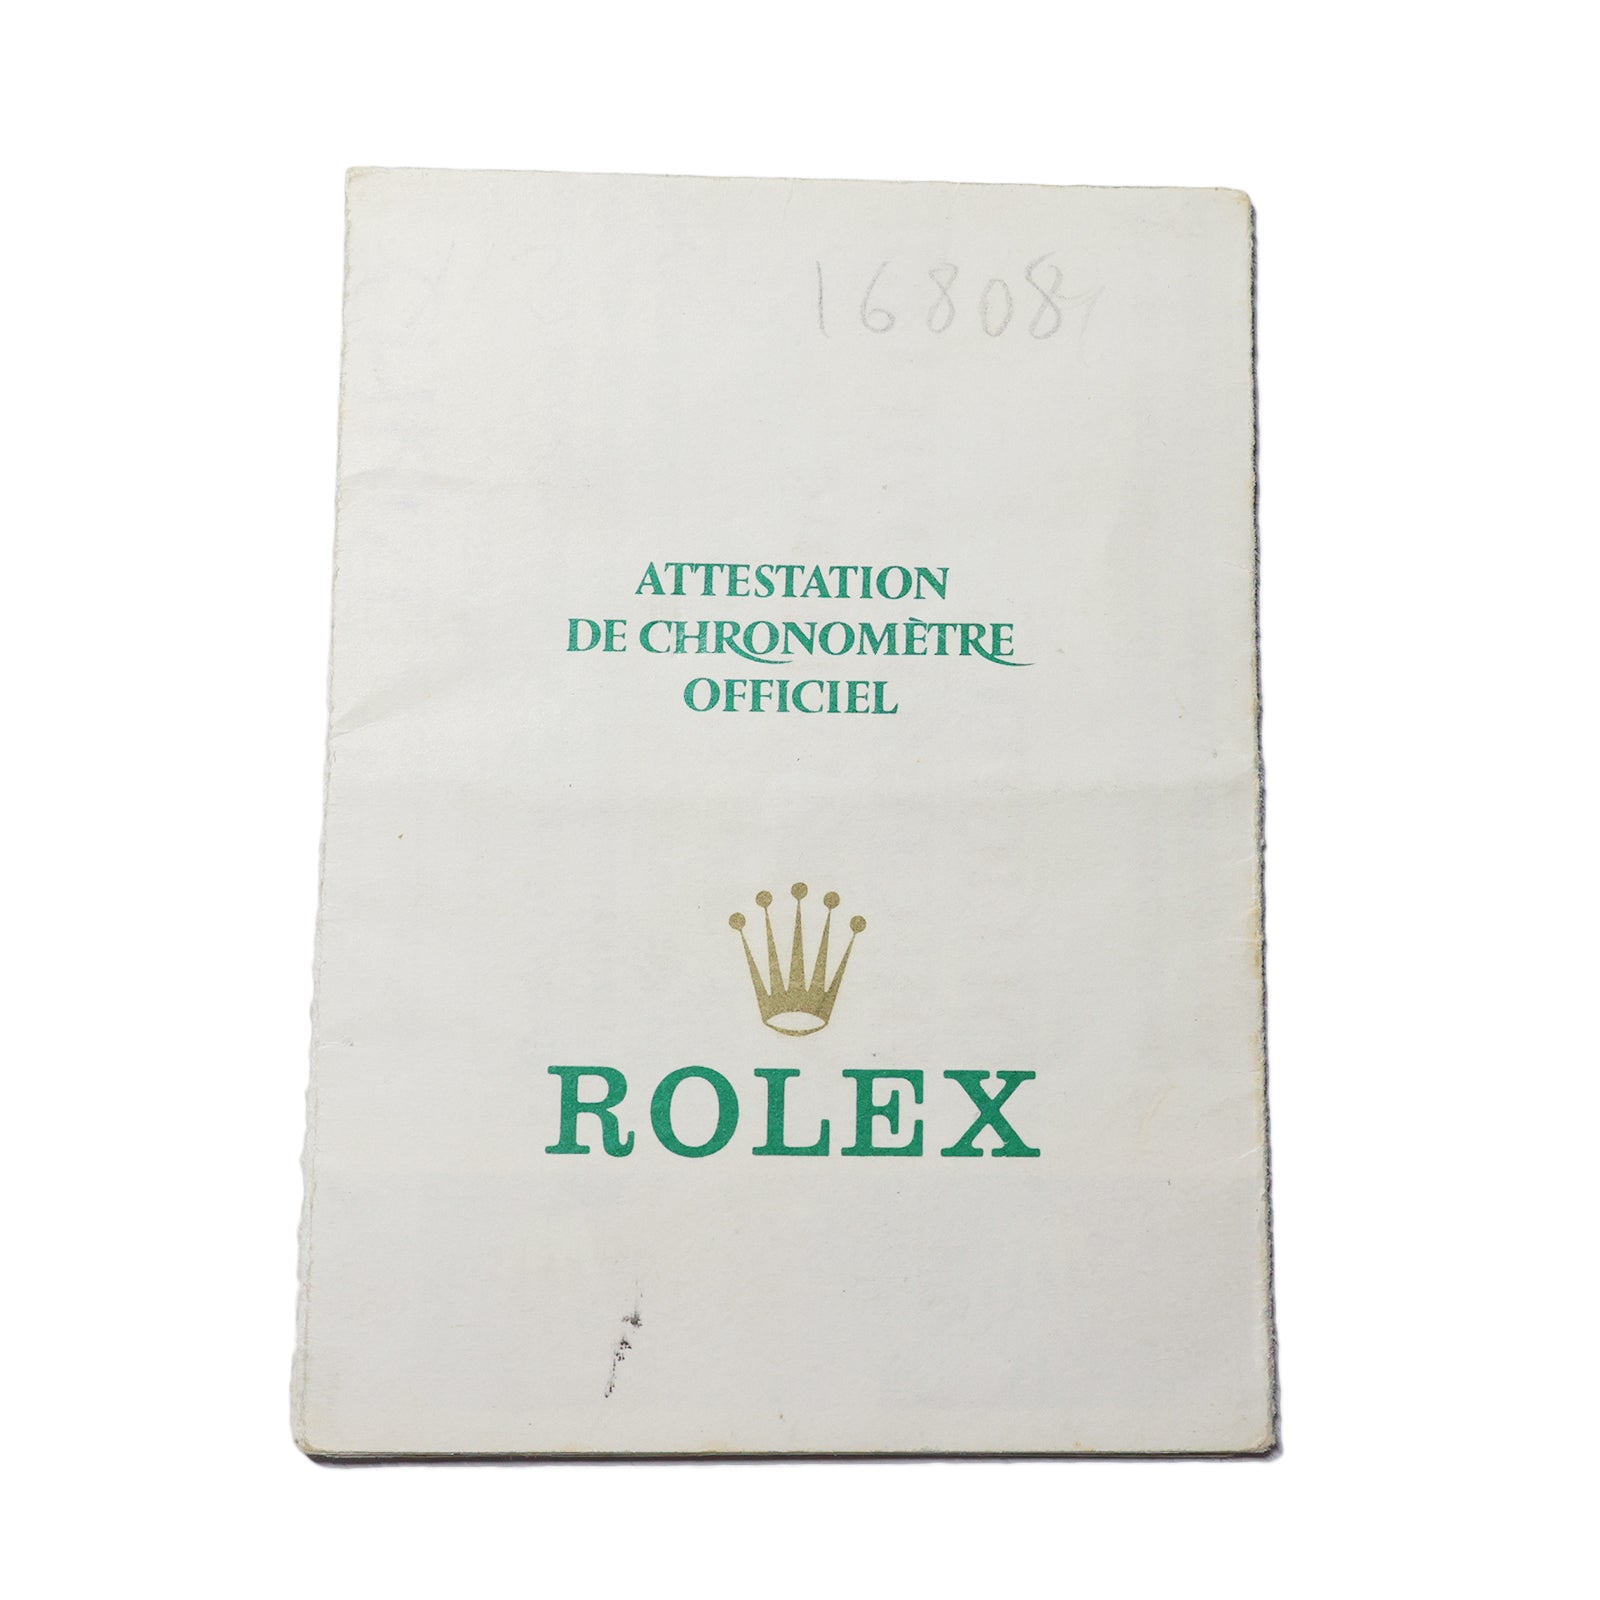 16808
ATTESTATION
DE CHRONOMÈTRE
OFFICIEL
ROLEX